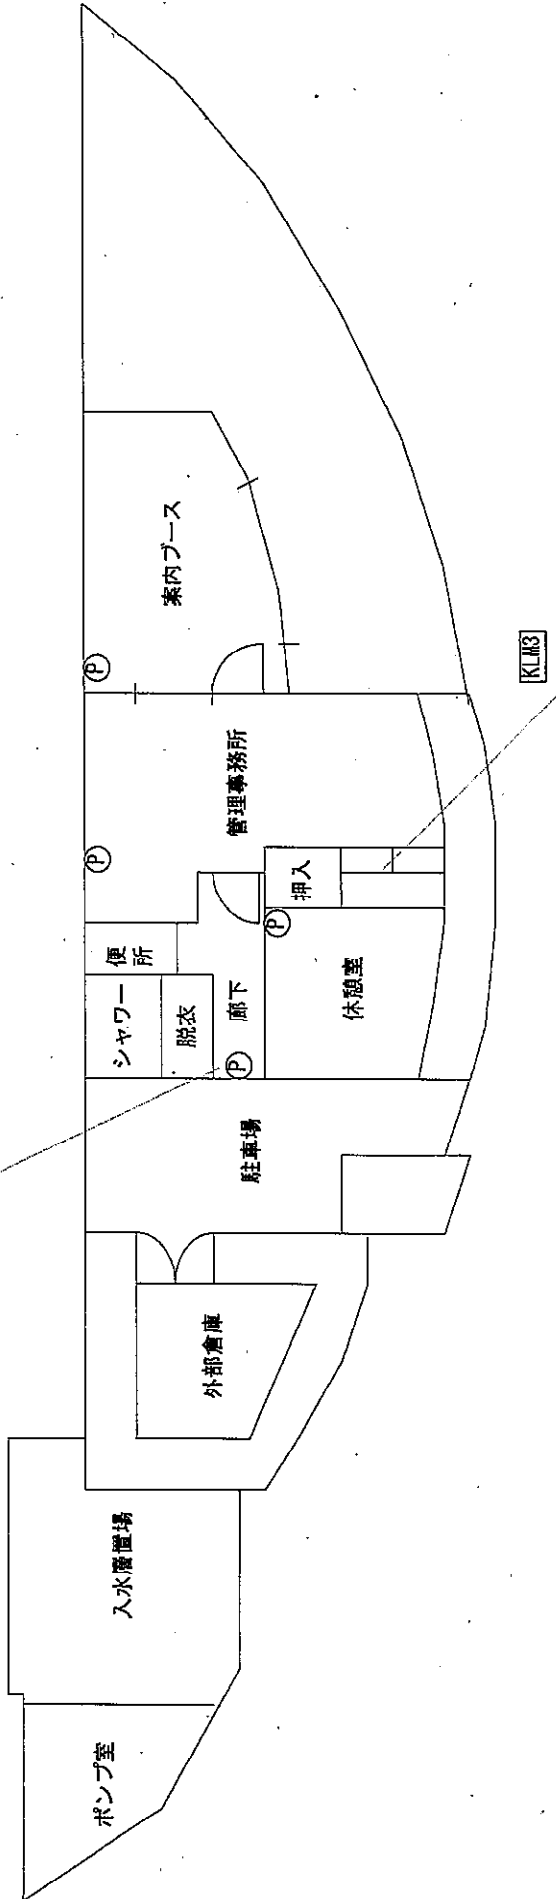 案内ブース
P
管理事務所
P
押入
P
便所
シャワー
脱衣
廊下
P
休憩室
駐車場
外部倉庫
入水層置場
ポンプ室